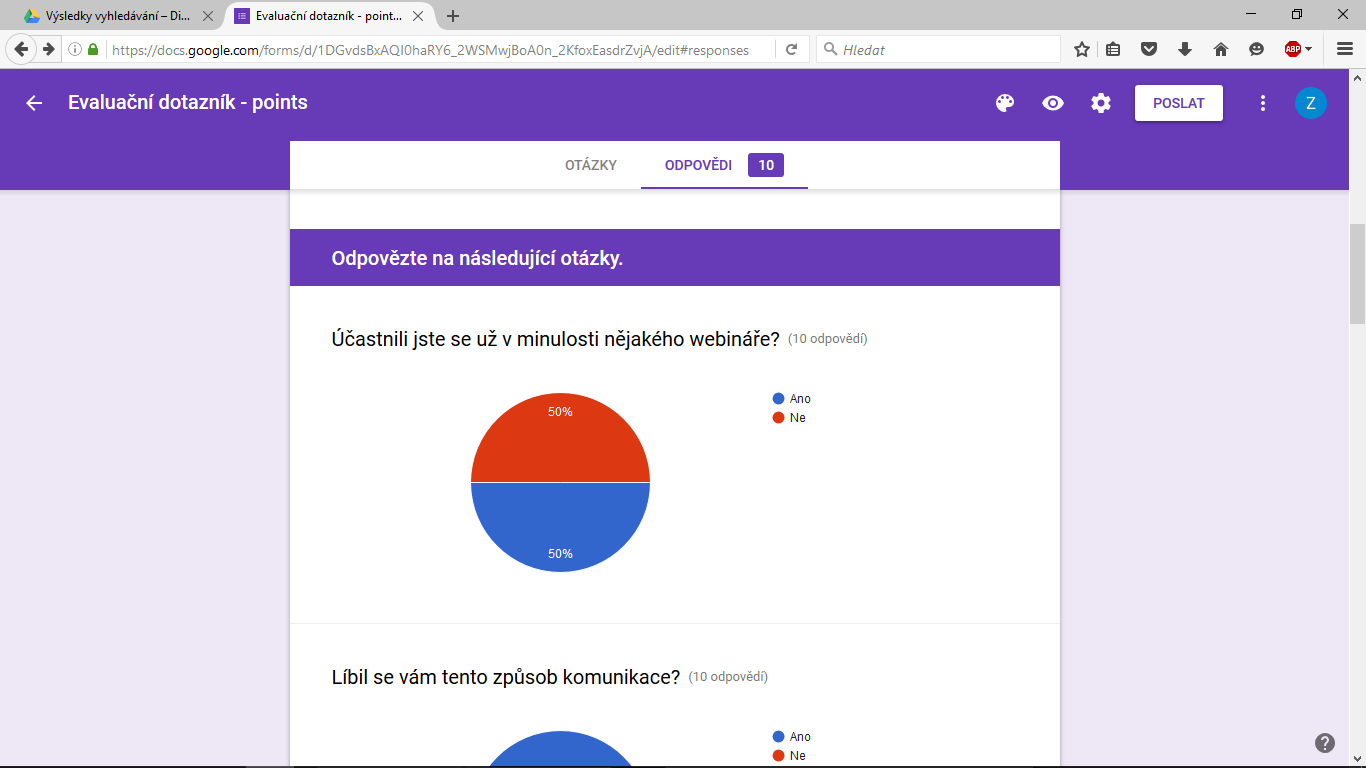 Výsledky vyhledávání – Di...
Evaluační dotazník - point...
https://docs.google.com/forms/d/1DGvdsBxAQI0haRY6_2WSMwjBoA0n_2KfoxEasdrZvjA/edit#responses
Hledat
ABP
Evaluační dotazník - points
POSLAT
Z
OTÁZKY
ODPOVĚDI 10
Odpovězte na následující otázky.
Účastnili jste se už v minulosti nějakého webináře? (10 odpovědí)
50%
50%
Ano
Ne
Líbil se vám tento způsob komunikace? (10 odpovědí)
Ano
Ne